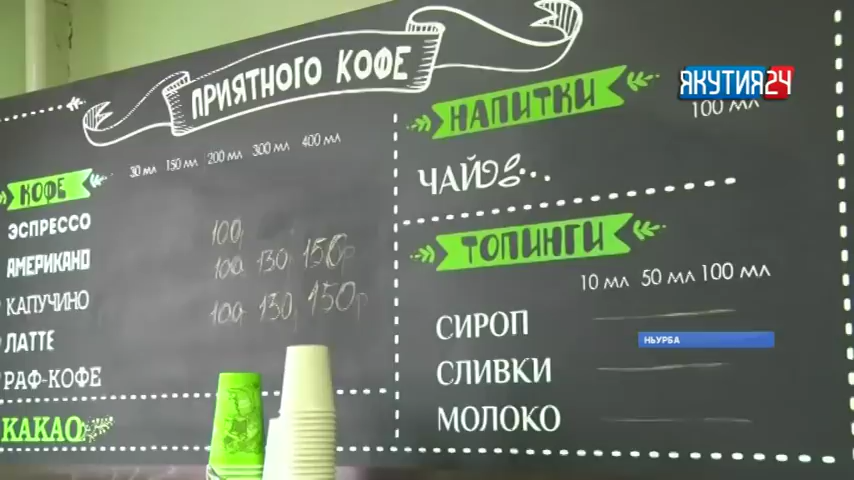 ПРИЯТНОГО КОФЕ
ЯКУТИЯ24
КОФЕ
30 МЛ 150 МЛ 200 МЛ 300 МЛ 400 МЛ
ЭСПРЕССО
АМЕРИКАНО 100
КАПУЧИНО 100 130 150р
ЛАТТЕ 100 130 150р
РАФ-КОФЕ
КАКАО
НАПИТКИ
100 МЛ
ЧАЙ
ТОПИНГИ
10 МЛ 50 МЛ 100 МЛ
СИРОП
НЬУРБА
СЛИВКИ
МОЛОКО